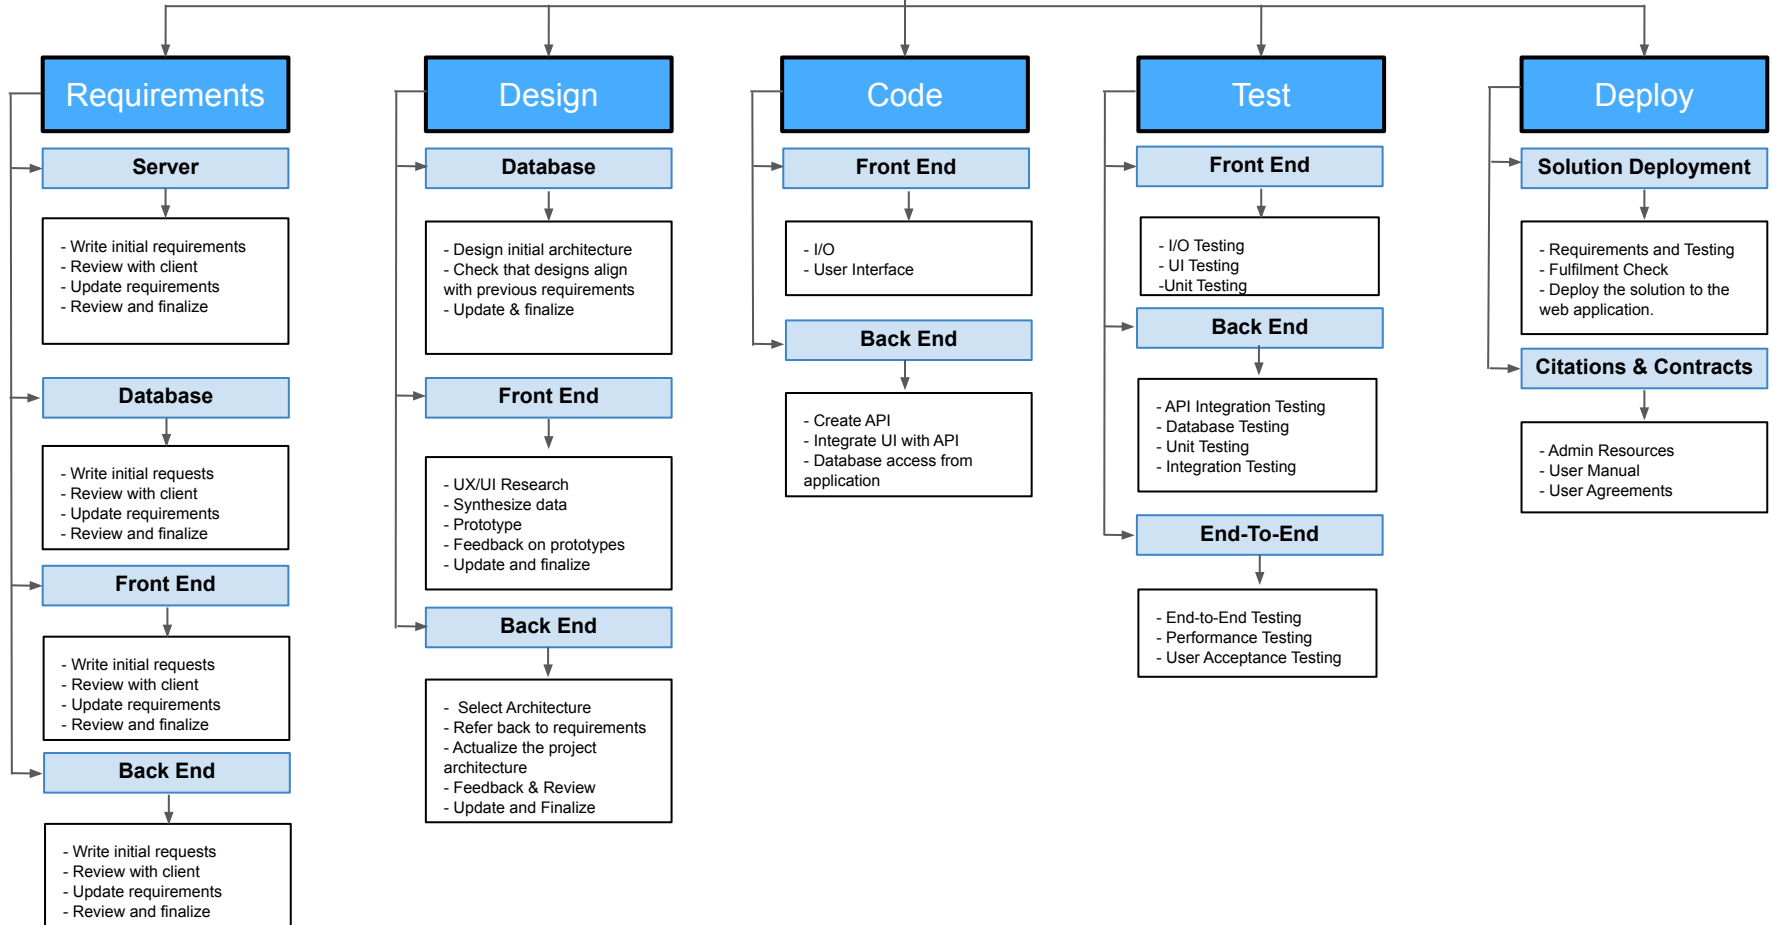 Requirements
Server
- Write initial requirements
- Review with client
- Update requirements
- Review and finalize
Database
- Write initial requests
- Review with client
- Update requirements
- Review and finalize
Front End
- Write initial requests
- Review with client
- Update requirements
- Review and finalize
Back End
- Write initial requests
- Review with client
- Update requirements
- Review and finalize
Design
Database
- Design initial architecture
- Check that designs align
with previous requirements
- Update & finalize
Front End
- UX/UI Research
- Synthesize data
- Prototype
- Feedback on prototypes
- Update and finalize
Back End
- Select Architecture
- Refer back to requirements
- Actualize the project
architecture
- Feedback & Review
- Update and Finalize
Code
Front End
- I/O
- User Interface
Back End
- Create API
- Integrate UI with API
- Database access from
application
Test
Front End
- I/O Testing
- UI Testing
-Unit Testing
Back End
- API Integration Testing
- Database Testing
- Unit Testing
- Integration Testing
End-To-End
- End-to-End Testing
- Performance Testing
- User Acceptance Testing
Deploy
Solution Deployment
- Requirements and Testing
- Fulfilment Check
- Deploy the solution to the
web application.
Citations & Contracts
- Admin Resources
- User Manual
- User Agreements